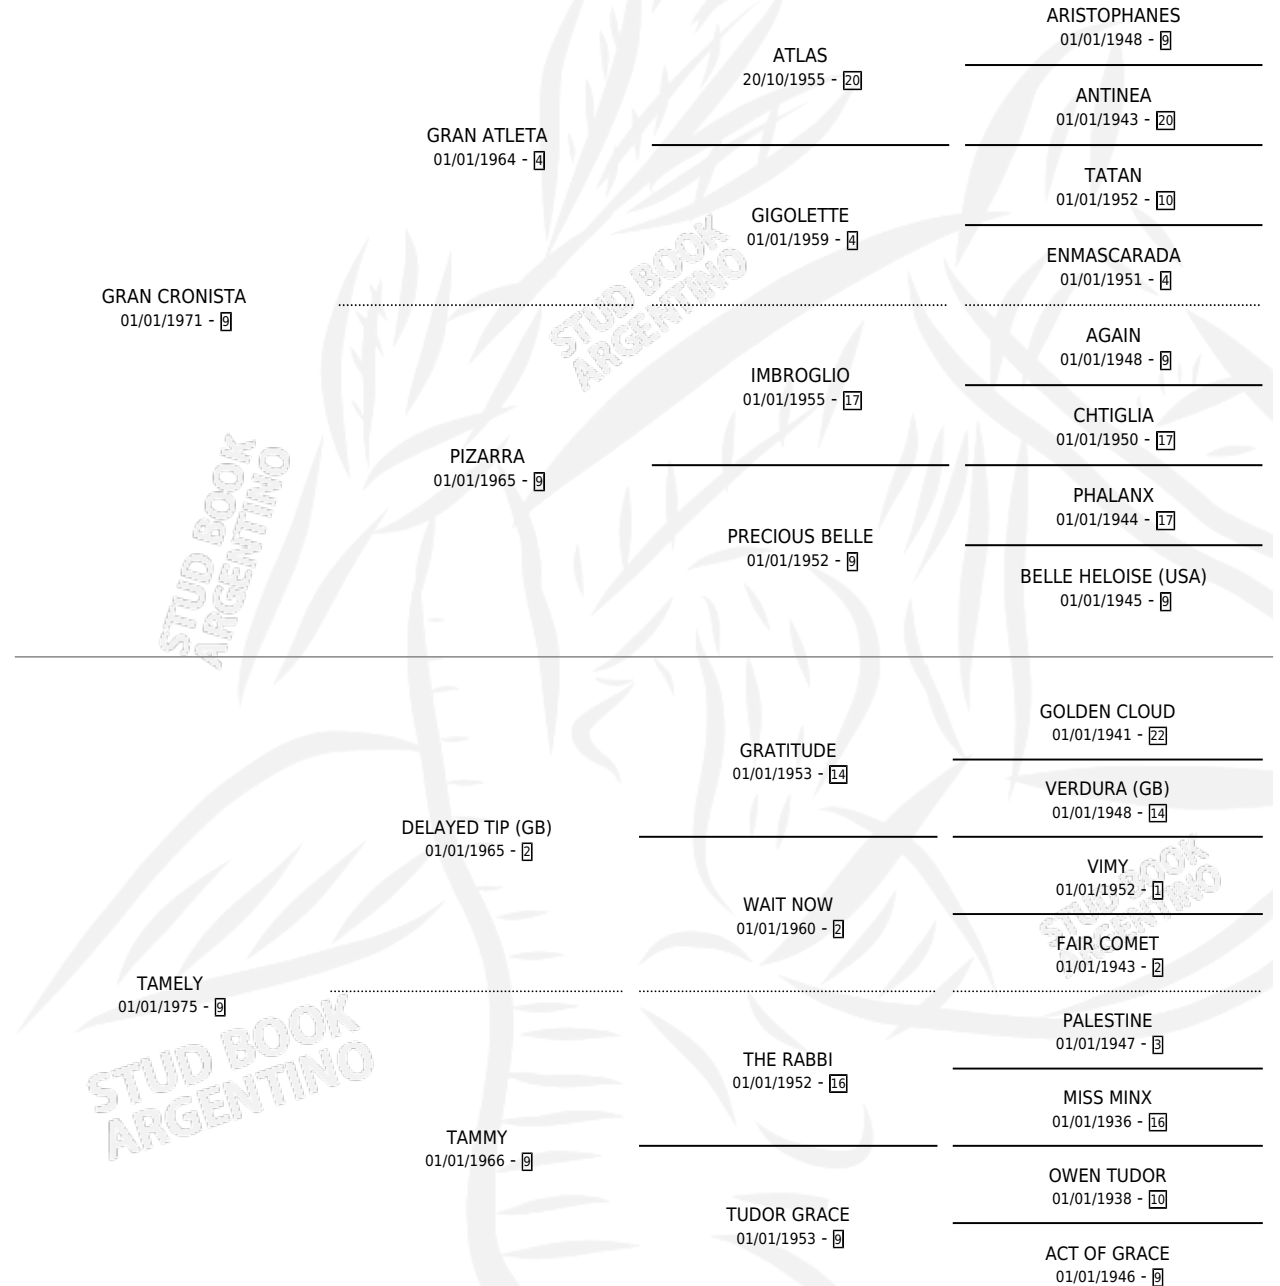 ARISTOPHANES
01/01/1948 - 9
ATLAS
20/10/1955 - 20
ANTINEA
01/01/1943 - 20
GRAN ATLETA
01/01/1964 - 4
TATAN
01/01/1952 - 10
GIGOLETTE
01/01/1959 - 4
ENMASCARADA
01/01/1951 - 4
GRAN CRONISTA
01/01/1971 - 9
STUD BOOK
ARGENTINO
AGAIN
01/01/1948 - 9
IMBROGLIO
01/01/1955 - 17
CHTIGLIA
01/01/1950 - 17
PIZARRA
01/01/1965 - 9
PHALANX
01/01/1944 - 17
PRECIOUS BELLE
01/01/1952 - 9
BELLE HELOISE (USA)
01/01/1945 - 9
STUD BOOK
ARGENTINO
GOLDEN CLOUD
01/01/1941 - 22
GRATITUDE
01/01/1953 - 14
VERDURA (GB)
01/01/1948 - 14
DELAYED TIP (GB)
01/01/1965 - 2
VIMY
01/01/1952 - 1
WAIT NOW
01/01/1960 - 2
STUD BOOK
ARGENTINO
FAIR COMET
01/01/1943 - 2
TAMELY
01/01/1975 - 9
PALESTINE
01/01/1947 - 3
THE RABBI
01/01/1952 - 16
MISS MINX
01/01/1936 - 16
STUD BOOK
ARGENTINO
TAMMY
01/01/1966 - 9
OWEN TUDOR
01/01/1938 - 10
TUDOR GRACE
01/01/1953 - 9
ACT OF GRACE
01/01/1946 - 9